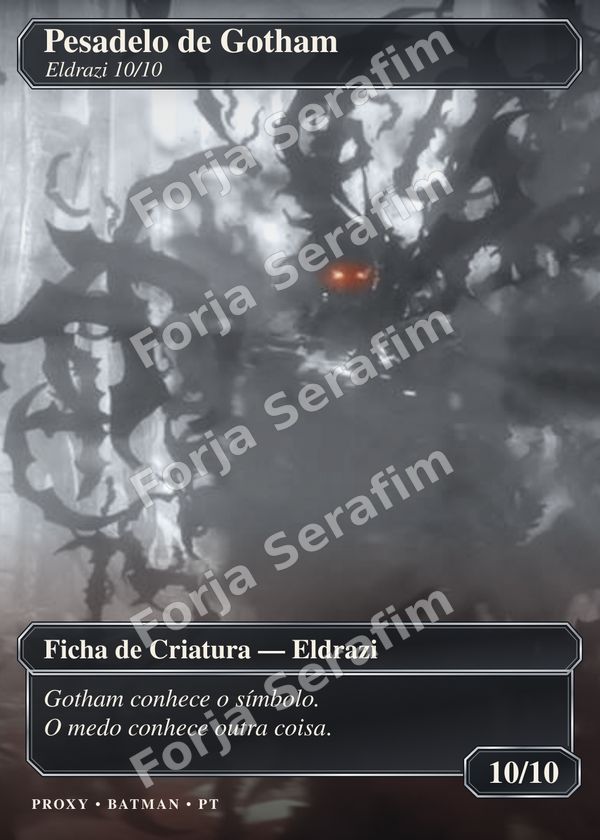 Pesadelo de Gotham
Eldrazi 10/10
Forja Serafim
Forja Serafim
Forja Serafim
Forja Serafim
Forja Serafim
Ficha de Criatura — Eldrazi
Gotham conhece o símbolo.
O medo conhece outra coisa.
10/10
PROXY • BATMAN • PT